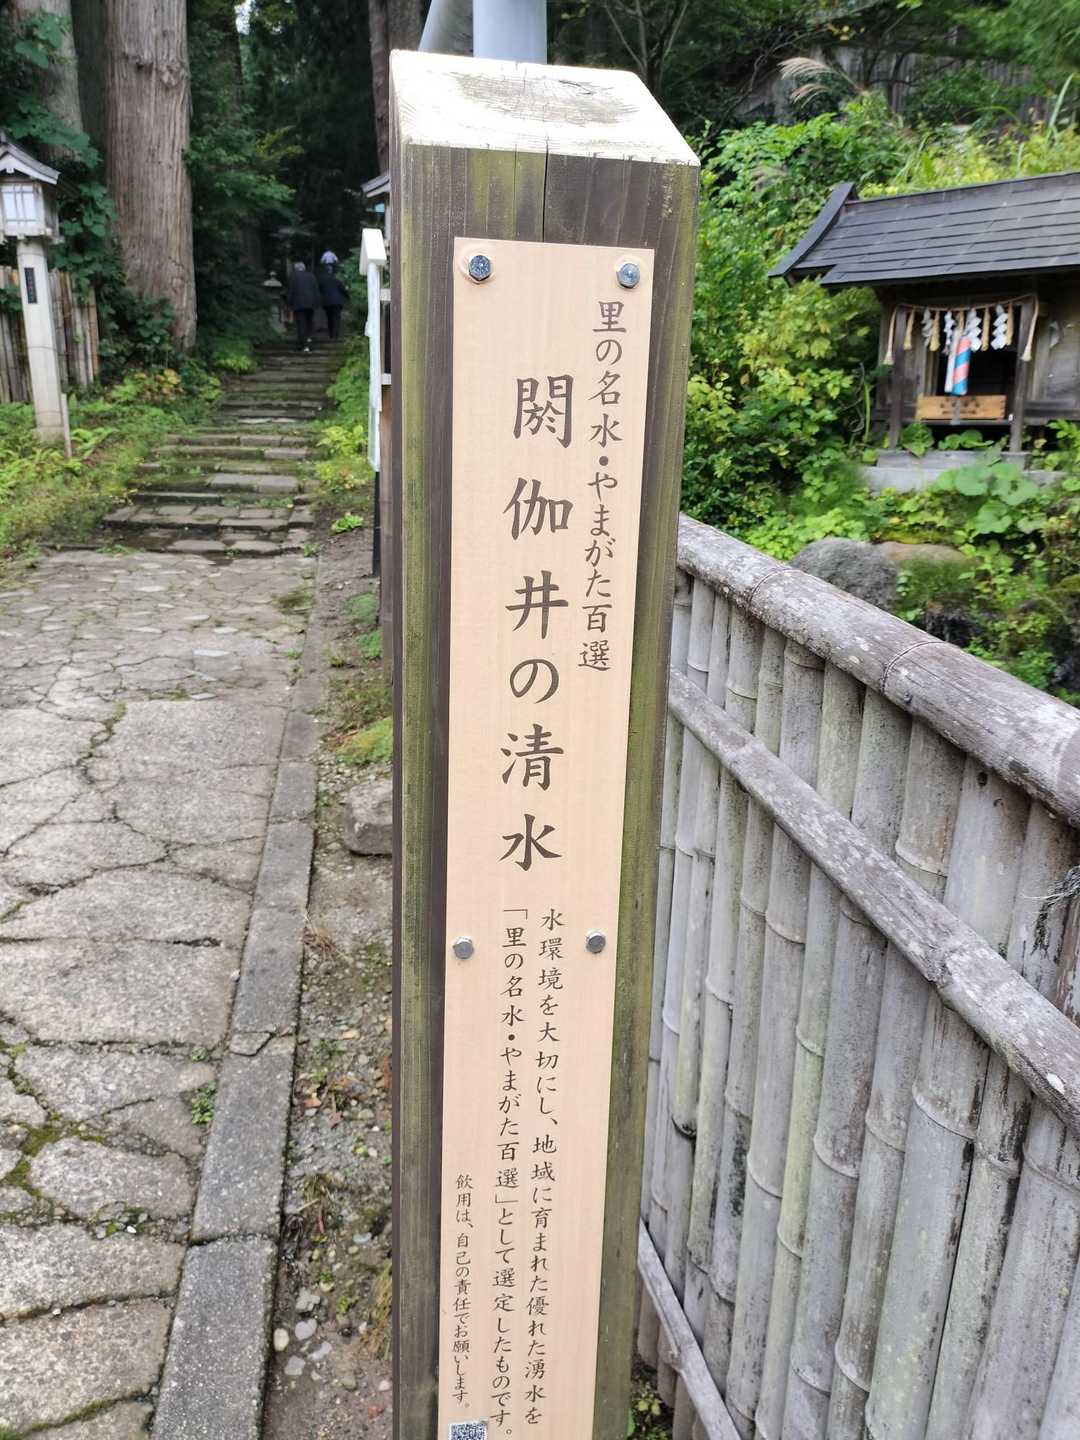 里の名水・やまがた百選
閼伽井の清水
水環境を大切にし、地域に育まれた優れた湧水を
「里の名水・やまがた百選」として選定したものです。
飲用は、自己の責任でお願いします。